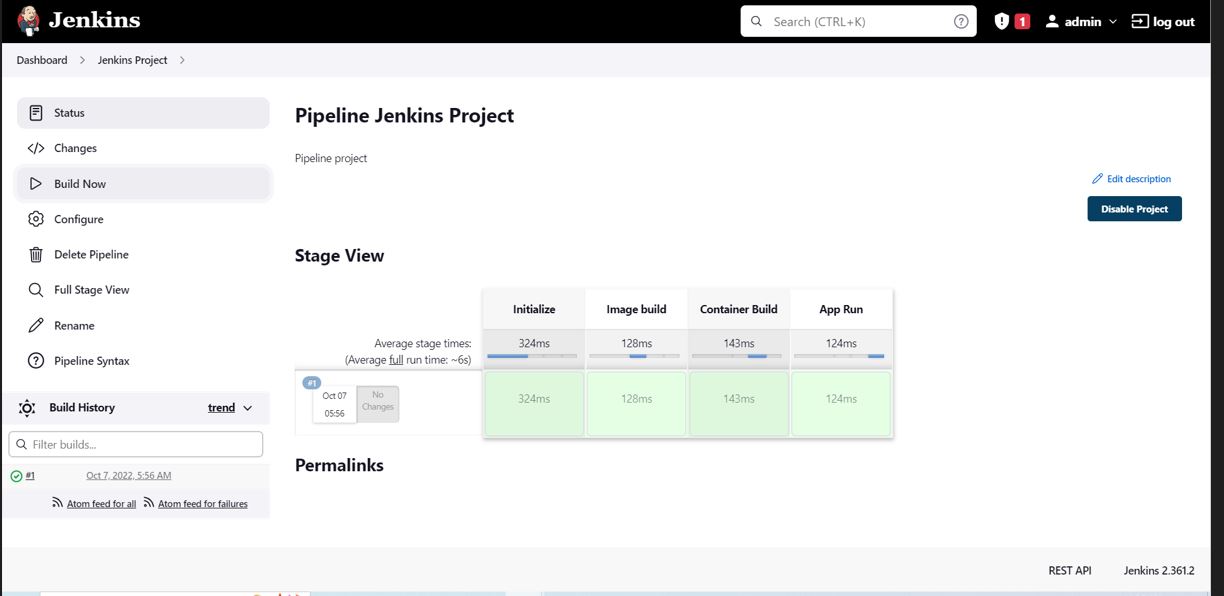 Jenkins
Search (CTRL+K)
1
admin
log out
Dashboard
Jenkins Project
Status
Changes
Build Now
Configure
Delete Pipeline
Full Stage View
Rename
Pipeline Syntax
Build History
trend
Filter builds...
#1
Oct 7, 2022, 5:56 AM
Atom feed for all
Atom feed for failures
Pipeline Jenkins Project
Pipeline project
Edit description
Disable Project
Stage View
Initialize
Image build
Container Build
App Run
Average stage times:
(Average full run time: ~6s)
324ms
128ms
143ms
124ms
#1
Oct 07
05:56
No
Changes
324ms
128ms
143ms
124ms
Permalinks
REST API
Jenkins 2.361.2